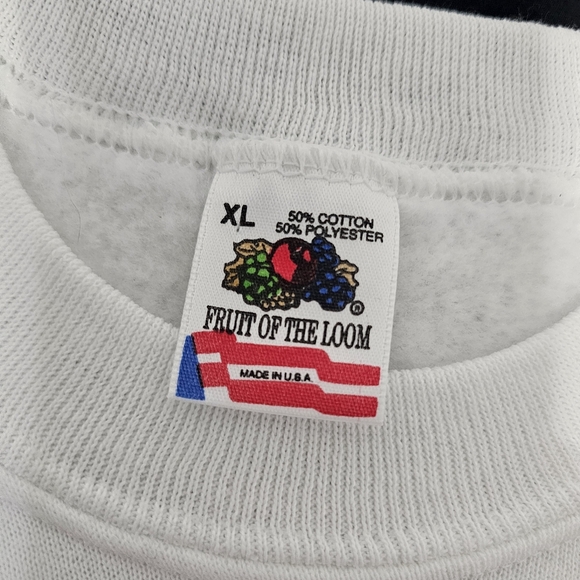 XL
50% COTTON
50% POLYESTER
®
FRUIT OF THE LOOM
MADE IN U.S.A.